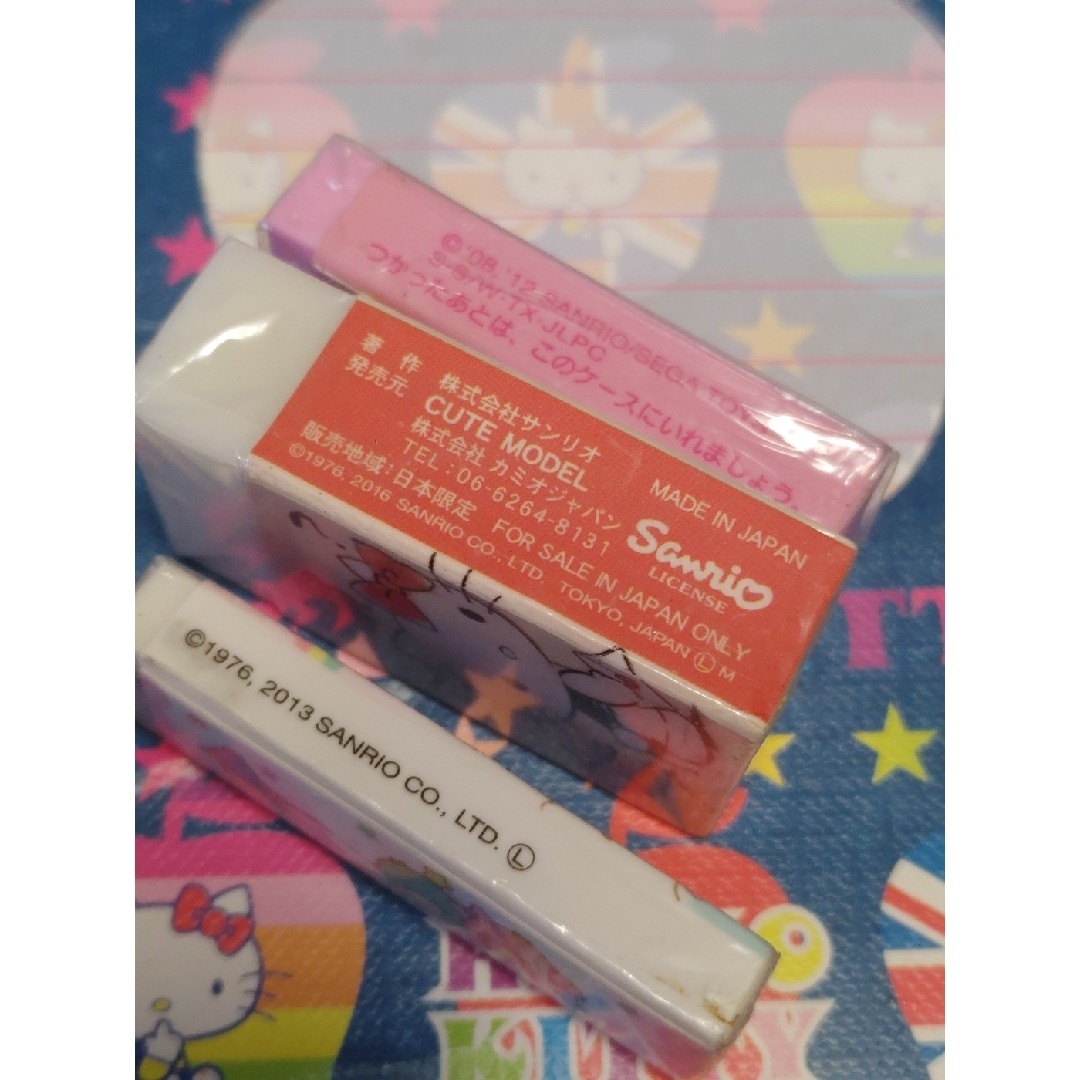 ©'08, '12 SANRIO/SEGA TOYS
S·S/W·TX·JLPC
つかったあとは、このケースにいれましょう。
著作 株式会社サンリオ
CUTE MODEL
発売元 株式会社カミオジャパン
TEL:06-6264-8131
販売地域:日本限定 FOR SALE IN JAPAN ONLY
©1976, 2016 SANRIO CO., LTD. TOKYO, JAPAN Ⓛ M
MADE IN JAPAN
Sanrio
LICENSE
©1976, 2013 SANRIO CO., LTD. Ⓛ